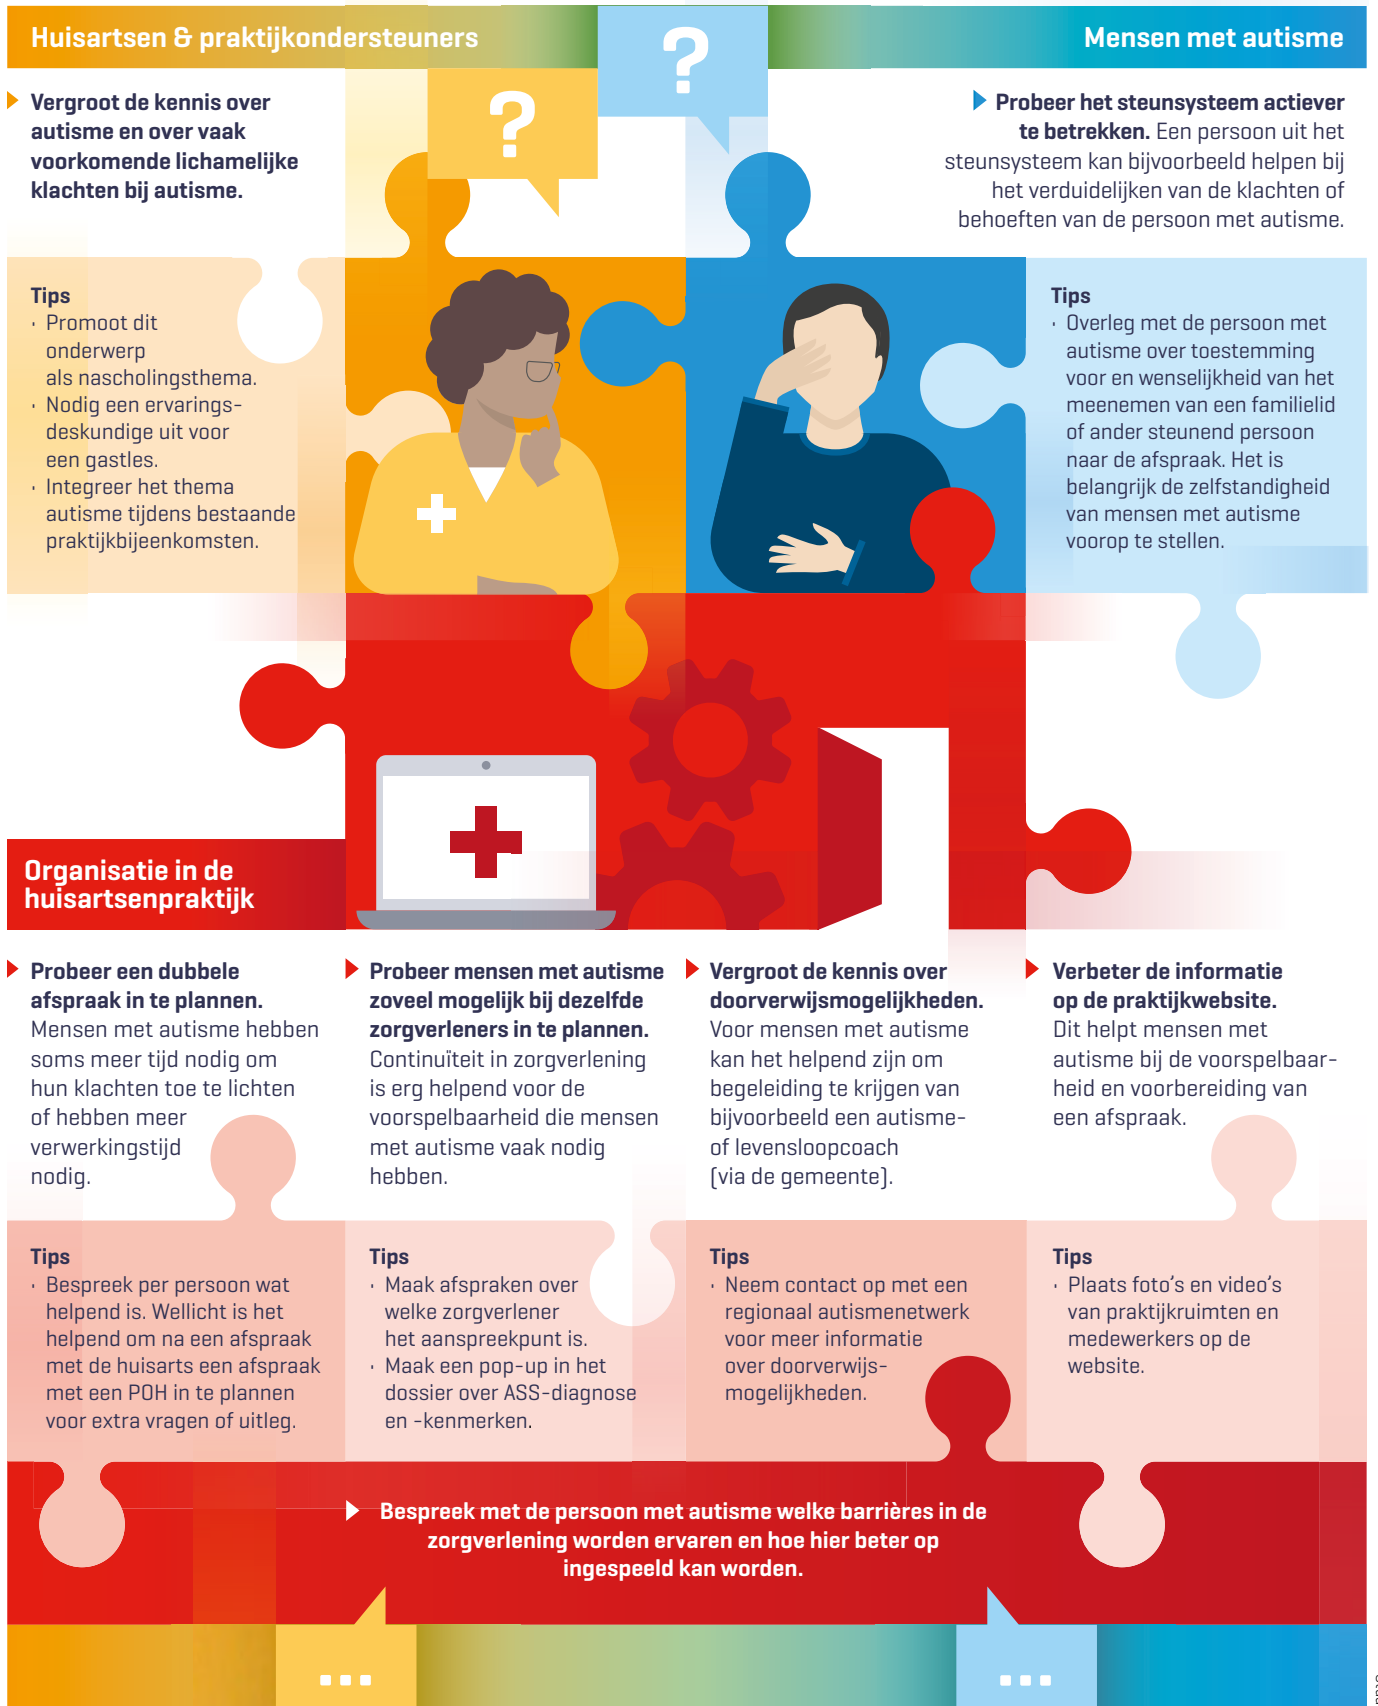 Huisartsen & praktijkondersteuners
Mensen met autisme
?
?
Vergroot de kennis over
autisme en over vaak
voorkomende lichamelijke
klachten bij autisme.
Tips
· Promoot dit
onderwerp
als nascholingsthema.
· Nodig een ervarings-
deskundige uit voor
een gastles.
· Integreer het thema
autisme tijdens bestaande
praktijkbijeenkomsten.
Probeer het steunsysteem actiever
te betrekken. Een persoon uit het
steunsysteem kan bijvoorbeeld helpen bij
het verduidelijken van de klachten of
behoeften van de persoon met autisme.
Tips
· Overleg met de persoon met
autisme over toestemming
voor en wenselijkheid van het
meenemen van een familielid
of ander steunend persoon
naar de afspraak. Het is
belangrijk de zelfstandigheid
van mensen met autisme
voorop te stellen.
Organisatie in de
huisartsenpraktijk
Probeer een dubbele
afspraak in te plannen.
Mensen met autisme hebben
soms meer tijd nodig om
hun klachten toe te lichten
of hebben meer
verwerkingstijd
nodig.
Tips
· Bespreek per persoon wat
helpend is. Wellicht is het
helpend om na een afspraak
met de huisarts een afspraak
met een POH in te plannen
voor extra vragen of uitleg.
Probeer mensen met autisme
zoveel mogelijk bij dezelfde
zorgverleners in te plannen.
Continuïteit in zorgverlening
is erg helpend voor de
voorspelbaarheid die mensen
met autisme vaak nodig
hebben.
Tips
· Maak afspraken over
welke zorgverlener
het aanspreekpunt is.
· Maak een pop-up in het
dossier over ASS-diagnose
en -kenmerken.
Vergroot de kennis over
doorverwijsmogelijkheden.
Voor mensen met autisme
kan het helpend zijn om
begeleiding te krijgen van
bijvoorbeeld een autisme-
of levensloopcoach
(via de gemeente).
Tips
· Neem contact op met een
regionaal autismenetwerk
voor meer informatie
over doorverwijs-
mogelijkheden.
Verbeter de informatie
op de praktijkwebsite.
Dit helpt mensen met
autisme bij de voorspelbaar-
heid en voorbereiding van
een afspraak.
Tips
· Plaats foto's en video's
van praktijkruimten en
medewerkers op de
website.
Bespreek met de persoon met autisme welke barrières in de
zorgverlening worden ervaren en hoe hier beter op
ingespeeld kan worden.
...
...